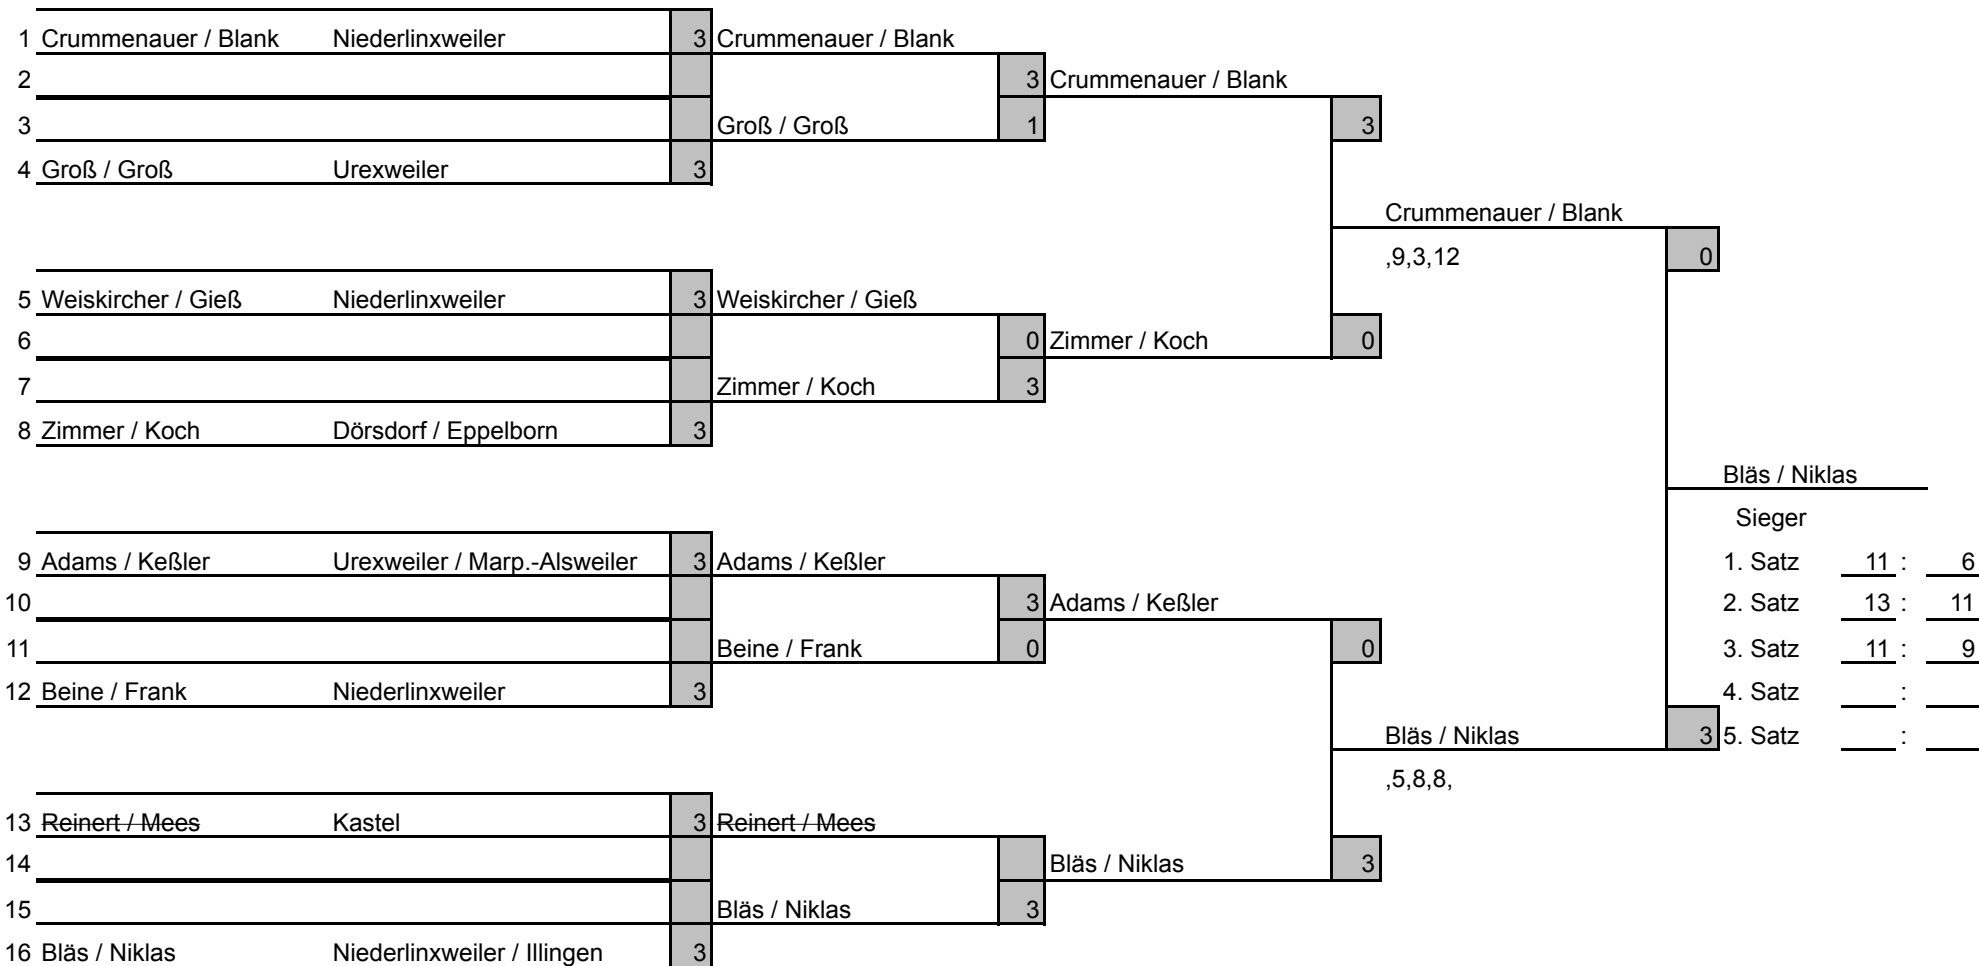 1 Crummenauer / Blank Niederlinxweiler 3 Crummenauer / Blank
2 3 Crummenauer / Blank
3 Groß / Groß 1 3
4 Groß / Groß Urexweiler 3
Crummenauer / Blank
,9,3,12 0
5 Weiskircher / Gieß Niederlinxweiler 3 Weiskircher / Gieß
6 0 Zimmer / Koch 0
7 Zimmer / Koch 3
8 Zimmer / Koch Dörsdorf / Eppelborn 3
Bläs / Niklas
Sieger
9 Adams / Keßler Urexweiler / Marp.-Alsweiler 3 Adams / Keßler 1. Satz 11 : 6
10 3 Adams / Keßler 2. Satz 13 : 11
11 Beine / Frank 0 0 3. Satz 11 : 9
12 Beine / Frank Niederlinxweiler 3 4. Satz :
Bläs / Niklas 3 5. Satz :
,5,8,8,
13 Reinert / Mees Kastel 3 Reinert / Mees
14 Bläs / Niklas 3
15 Bläs / Niklas 3
16 Bläs / Niklas Niederlinxweiler / Illingen 3